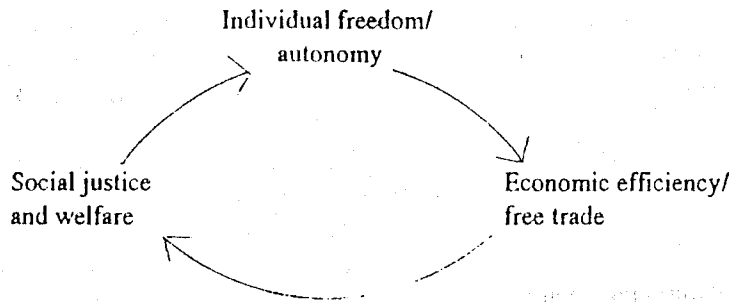 Individual freedom/
autonomy
Social justice
and welfare
Economic efficiency/
free trade